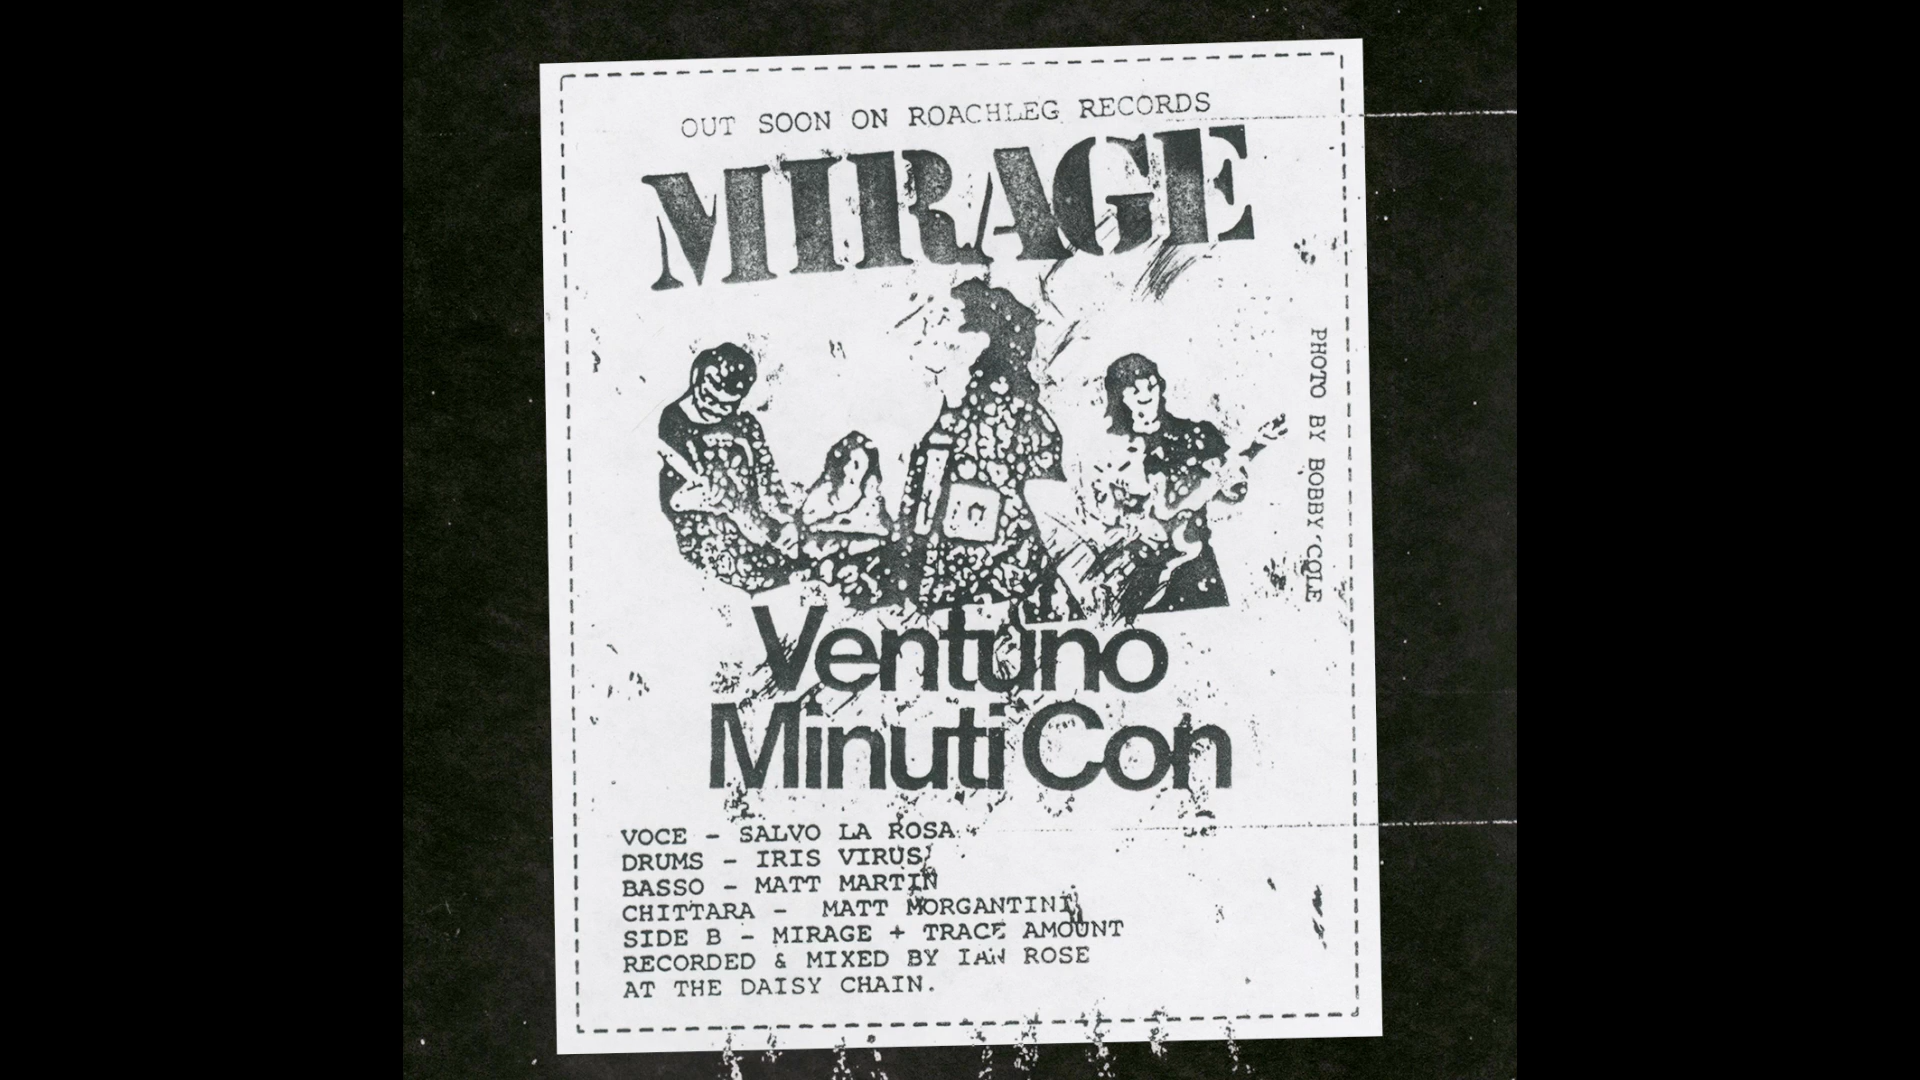 OUT SOON ON ROACHLEG RECORDS
MIRAGE
PHOTO BY BOBBY COLE
Ventuno
Minuti Con
VOCE - SALVO LA ROSA
DRUMS - IRIS VIRUS
BASSO - MATT MARTIN
CHITTARA - MATT MORGANTINI
SIDE B - MIRAGE + TRACE AMOUNT
RECORDED & MIXED BY IAN ROSE
AT THE DAISY CHAIN.